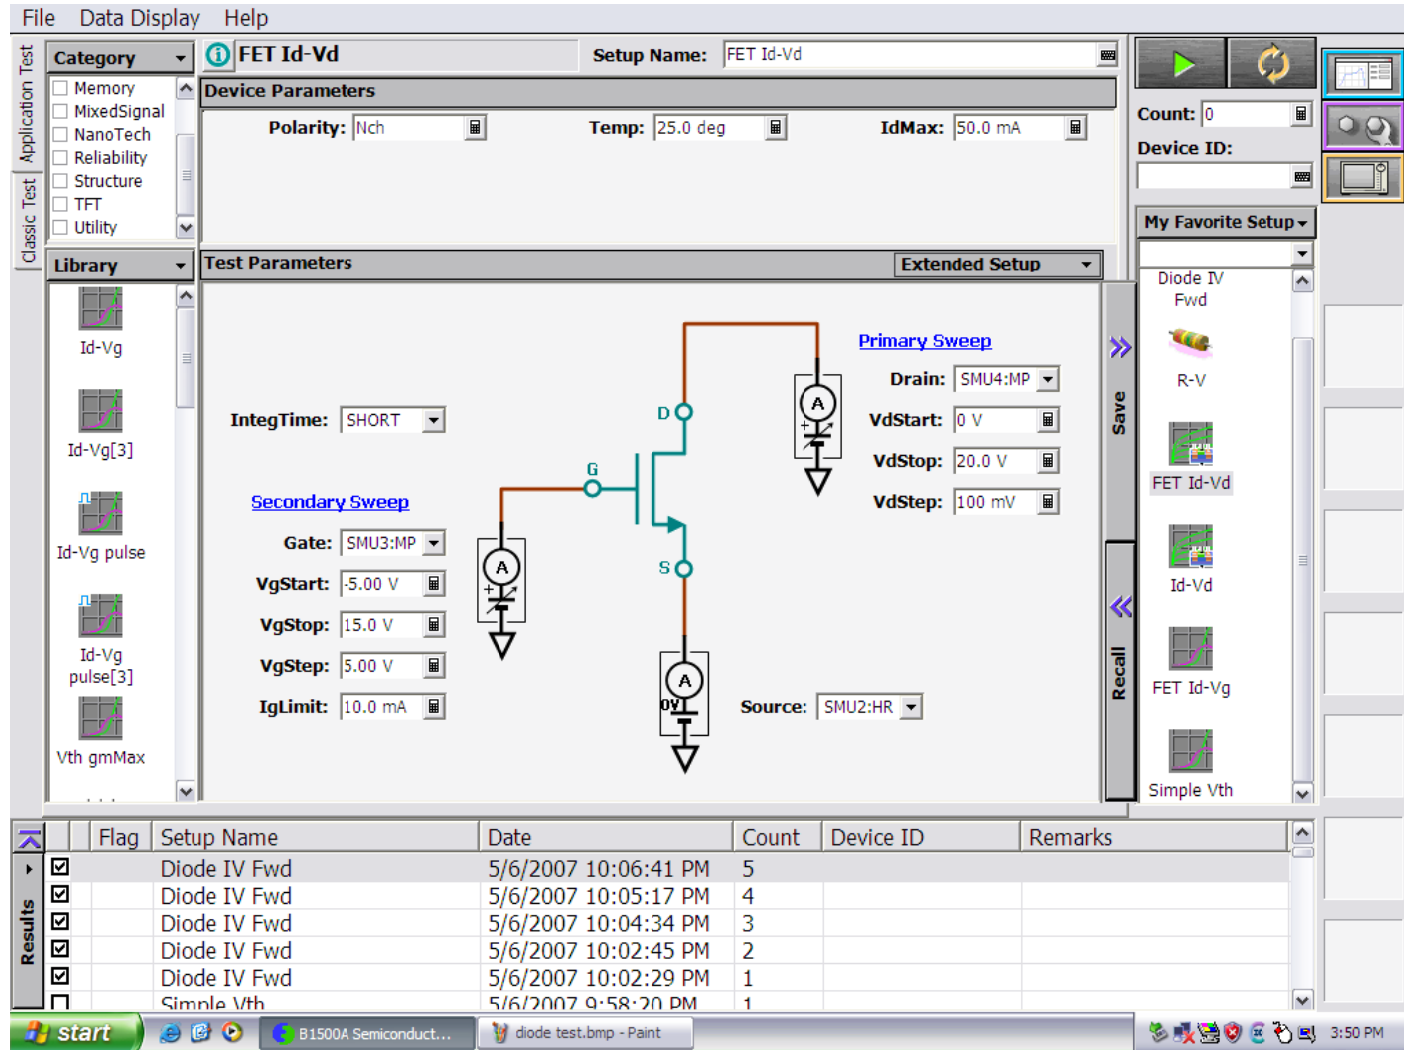 File Data Display Help
Application Test
Classic Test
Category
Memory
MixedSignal
NanoTech
Reliability
Structure
TFT
Utility
Library
Id-Vg
Id-Vg[3]
Id-Vg pulse
Id-Vg
pulse[3]
Vth gmMax
FET Id-Vd
Setup Name: FET Id-Vd
Device Parameters
Polarity: Nch
Temp: 25.0 deg
IdMax: 50.0 mA
Test Parameters
Extended Setup
IntegTime: SHORT
Secondary Sweep
Gate: SMU3:MP
VgStart: -5.00 V
VgStop: 15.0 V
VgStep: 5.00 V
IgLimit: 10.0 mA
A
+
G
D
S
A
+
A
0V
Primary Sweep
Drain: SMU4:MP
VdStart: 0 V
VdStop: 20.0 V
VdStep: 100 mV
Source: SMU2:HR
Save
Recall
Count: 0
Device ID:
My Favorite Setup
Diode IV
Fwd
R-V
FET Id-Vd
Id-Vd
FET Id-Vg
Simple Vth
Results
Flag Setup Name Date Count Device ID Remarks
Diode IV Fwd 5/6/2007 10:06:41 PM 5
Diode IV Fwd 5/6/2007 10:05:17 PM 4
Diode IV Fwd 5/6/2007 10:04:34 PM 3
Diode IV Fwd 5/6/2007 10:02:45 PM 2
Diode IV Fwd 5/6/2007 10:02:29 PM 1
Simple Vth 5/6/2007 9:58:20 PM 1
start
B1500A Semiconduct...
diode test.bmp - Paint
3:50 PM